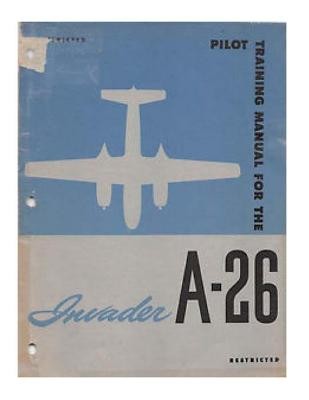 PILOT
TRAINING MANUAL FOR THE
Invader A-26
RESTRICTED